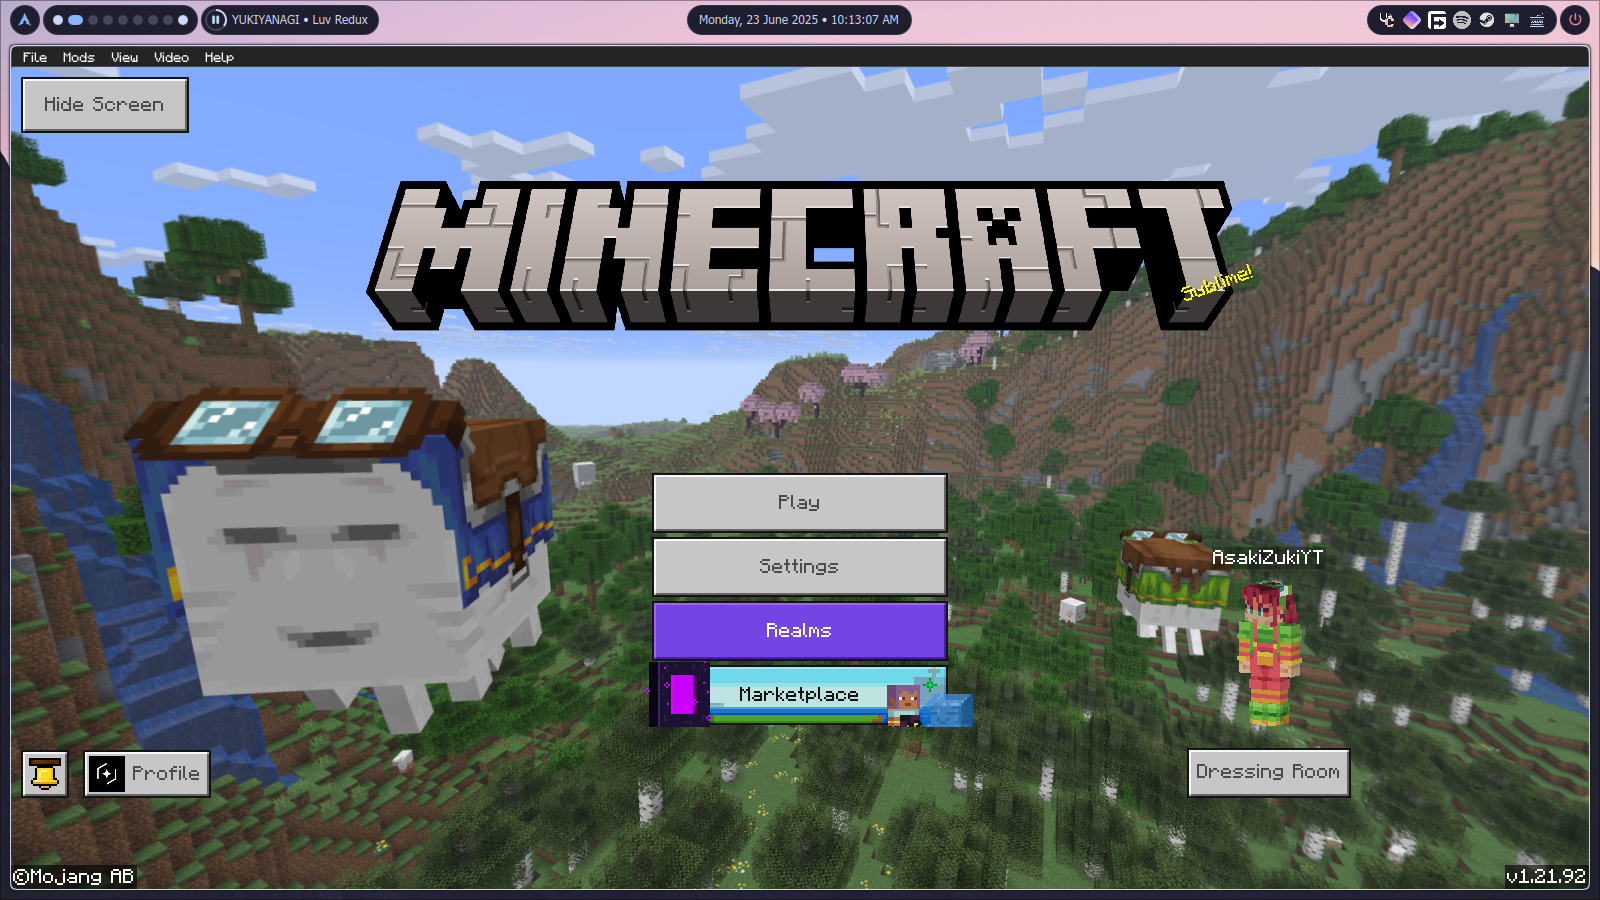 YUKIYANAGI • Luv Redux
Monday, 23 June 2025 • 10:13:07 AM
File Mods View Video Help
Hide Screen
MINECRAFT
Sublime!
Play
Settings
Realms
Marketplace
AsakiZukiYT
Profile
Dressing Room
©Mojang AB
v1.21.92